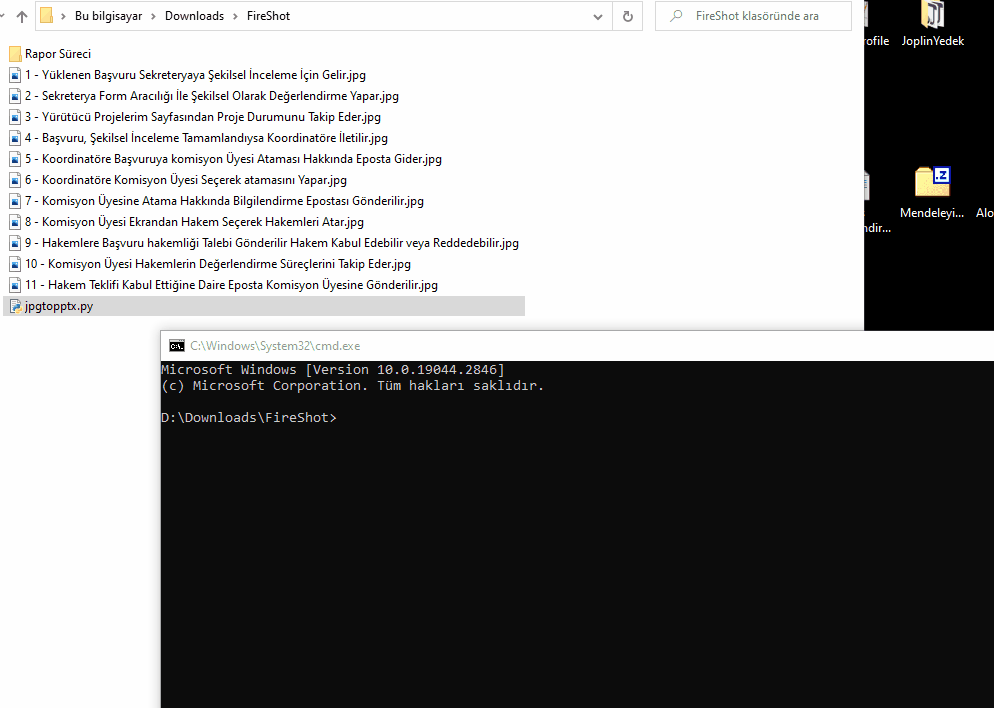 Bu bilgisayar > Downloads > FireShot
FireShot klasöründe ara
Rapor Süreci
1 - Yüklenen Başvuru Sekreteryaya Şekilsel İnceleme İçin Gelir.jpg
2 - Sekreterya Form Aracılığı İle Şekilsel Olarak Değerlendirme Yapar.jpg
3 - Yürütücü Projelerim Sayfasından Proje Durumunu Takip Eder.jpg
4 - Başvuru, Şekilsel İnceleme Tamamlandıysa Koordinatöre İletilir.jpg
5 - Koordinatöre Başvuruya komisyon Üyesi Ataması Hakkında Eposta Gider.jpg
6 - Koordinatöre Komisyon Üyesi Seçerek atamasını Yapar.jpg
7 - Komisyon Üyesine Atama Hakkında Bilgilendirme Epostası Gönderilir.jpg
8 - Komisyon Üyesi Ekrandan Hakem Seçerek Hakemleri Atar.jpg
9 - Hakemlere Başvuru hakemliği Talebi Gönderilir Hakem Kabul Edebilir veya Reddedebilir.jpg
10 - Komisyon Üyesi Hakemlerin Değerlendirme Süreçlerini Takip Eder.jpg
11 - Hakem Teklifi Kabul Ettiğine Daire Eposta Komisyon Üyesine Gönderilir.jpg
jpgtopptx.py
rofile
JoplinYedek
ndir...
Mendeleyi...
Alo
C:\Windows\System32\cmd.exe
Microsoft Windows [Version 10.0.19044.2846]
(c) Microsoft Corporation. Tüm hakları saklıdır.
D:\Downloads\FireShot>